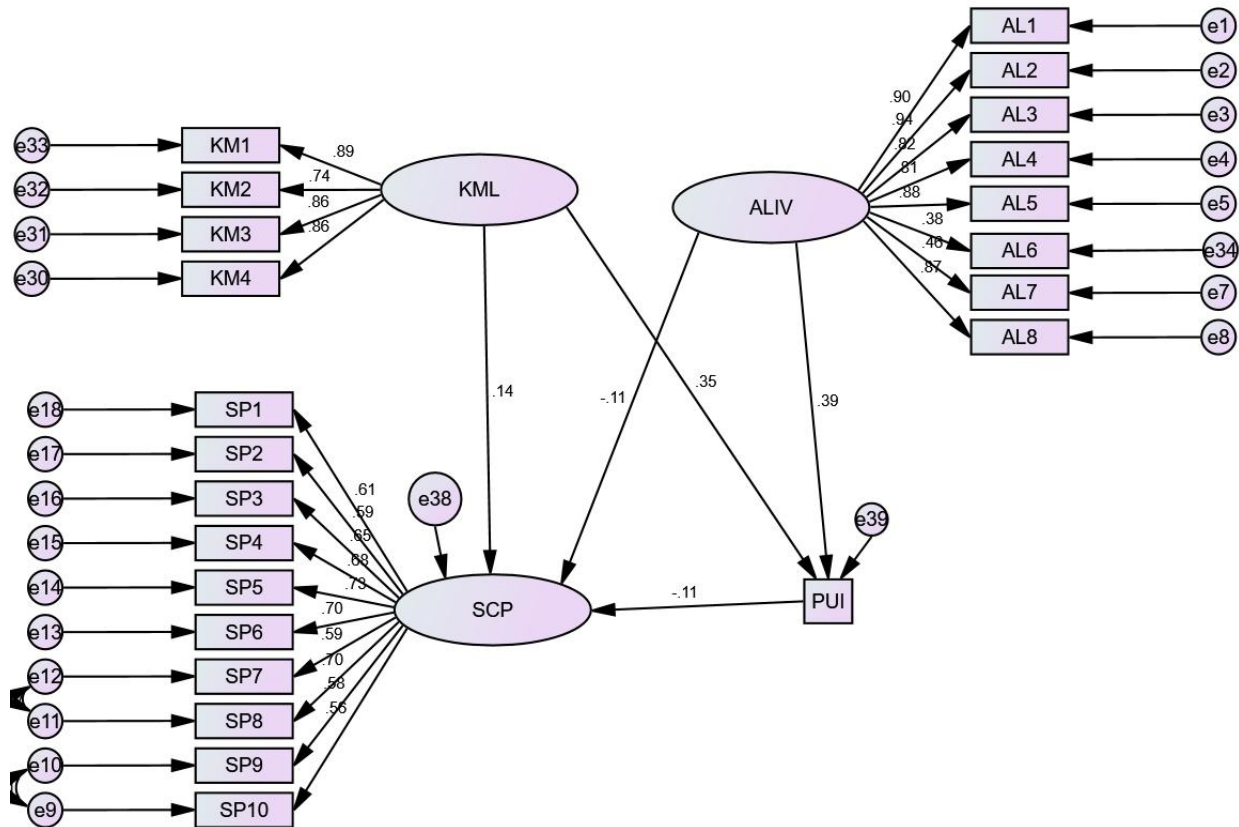 AL1
e1
AL2
e2
.90
AL3
e3
.94
e33
KM1
.89
.82
AL4
e4
.81
e32
KM2
.74
KML
ALIV
.88
AL5
e5
.86
.38
e31
KM3
.86
.46
AL6
e34
.87
e30
KM4
AL7
e7
AL8
e8
.14
-.11
.35
.39
e18
SP1
e17
SP2
.61
e38
e16
SP3
.59
e39
.65
e15
SP4
.68
.73
e14
SP5
SCP
-.11
PUI
.70
e13
SP6
.59
.70
e12
SP7
.58
.56
e11
SP8
e10
SP9
e9
SP10